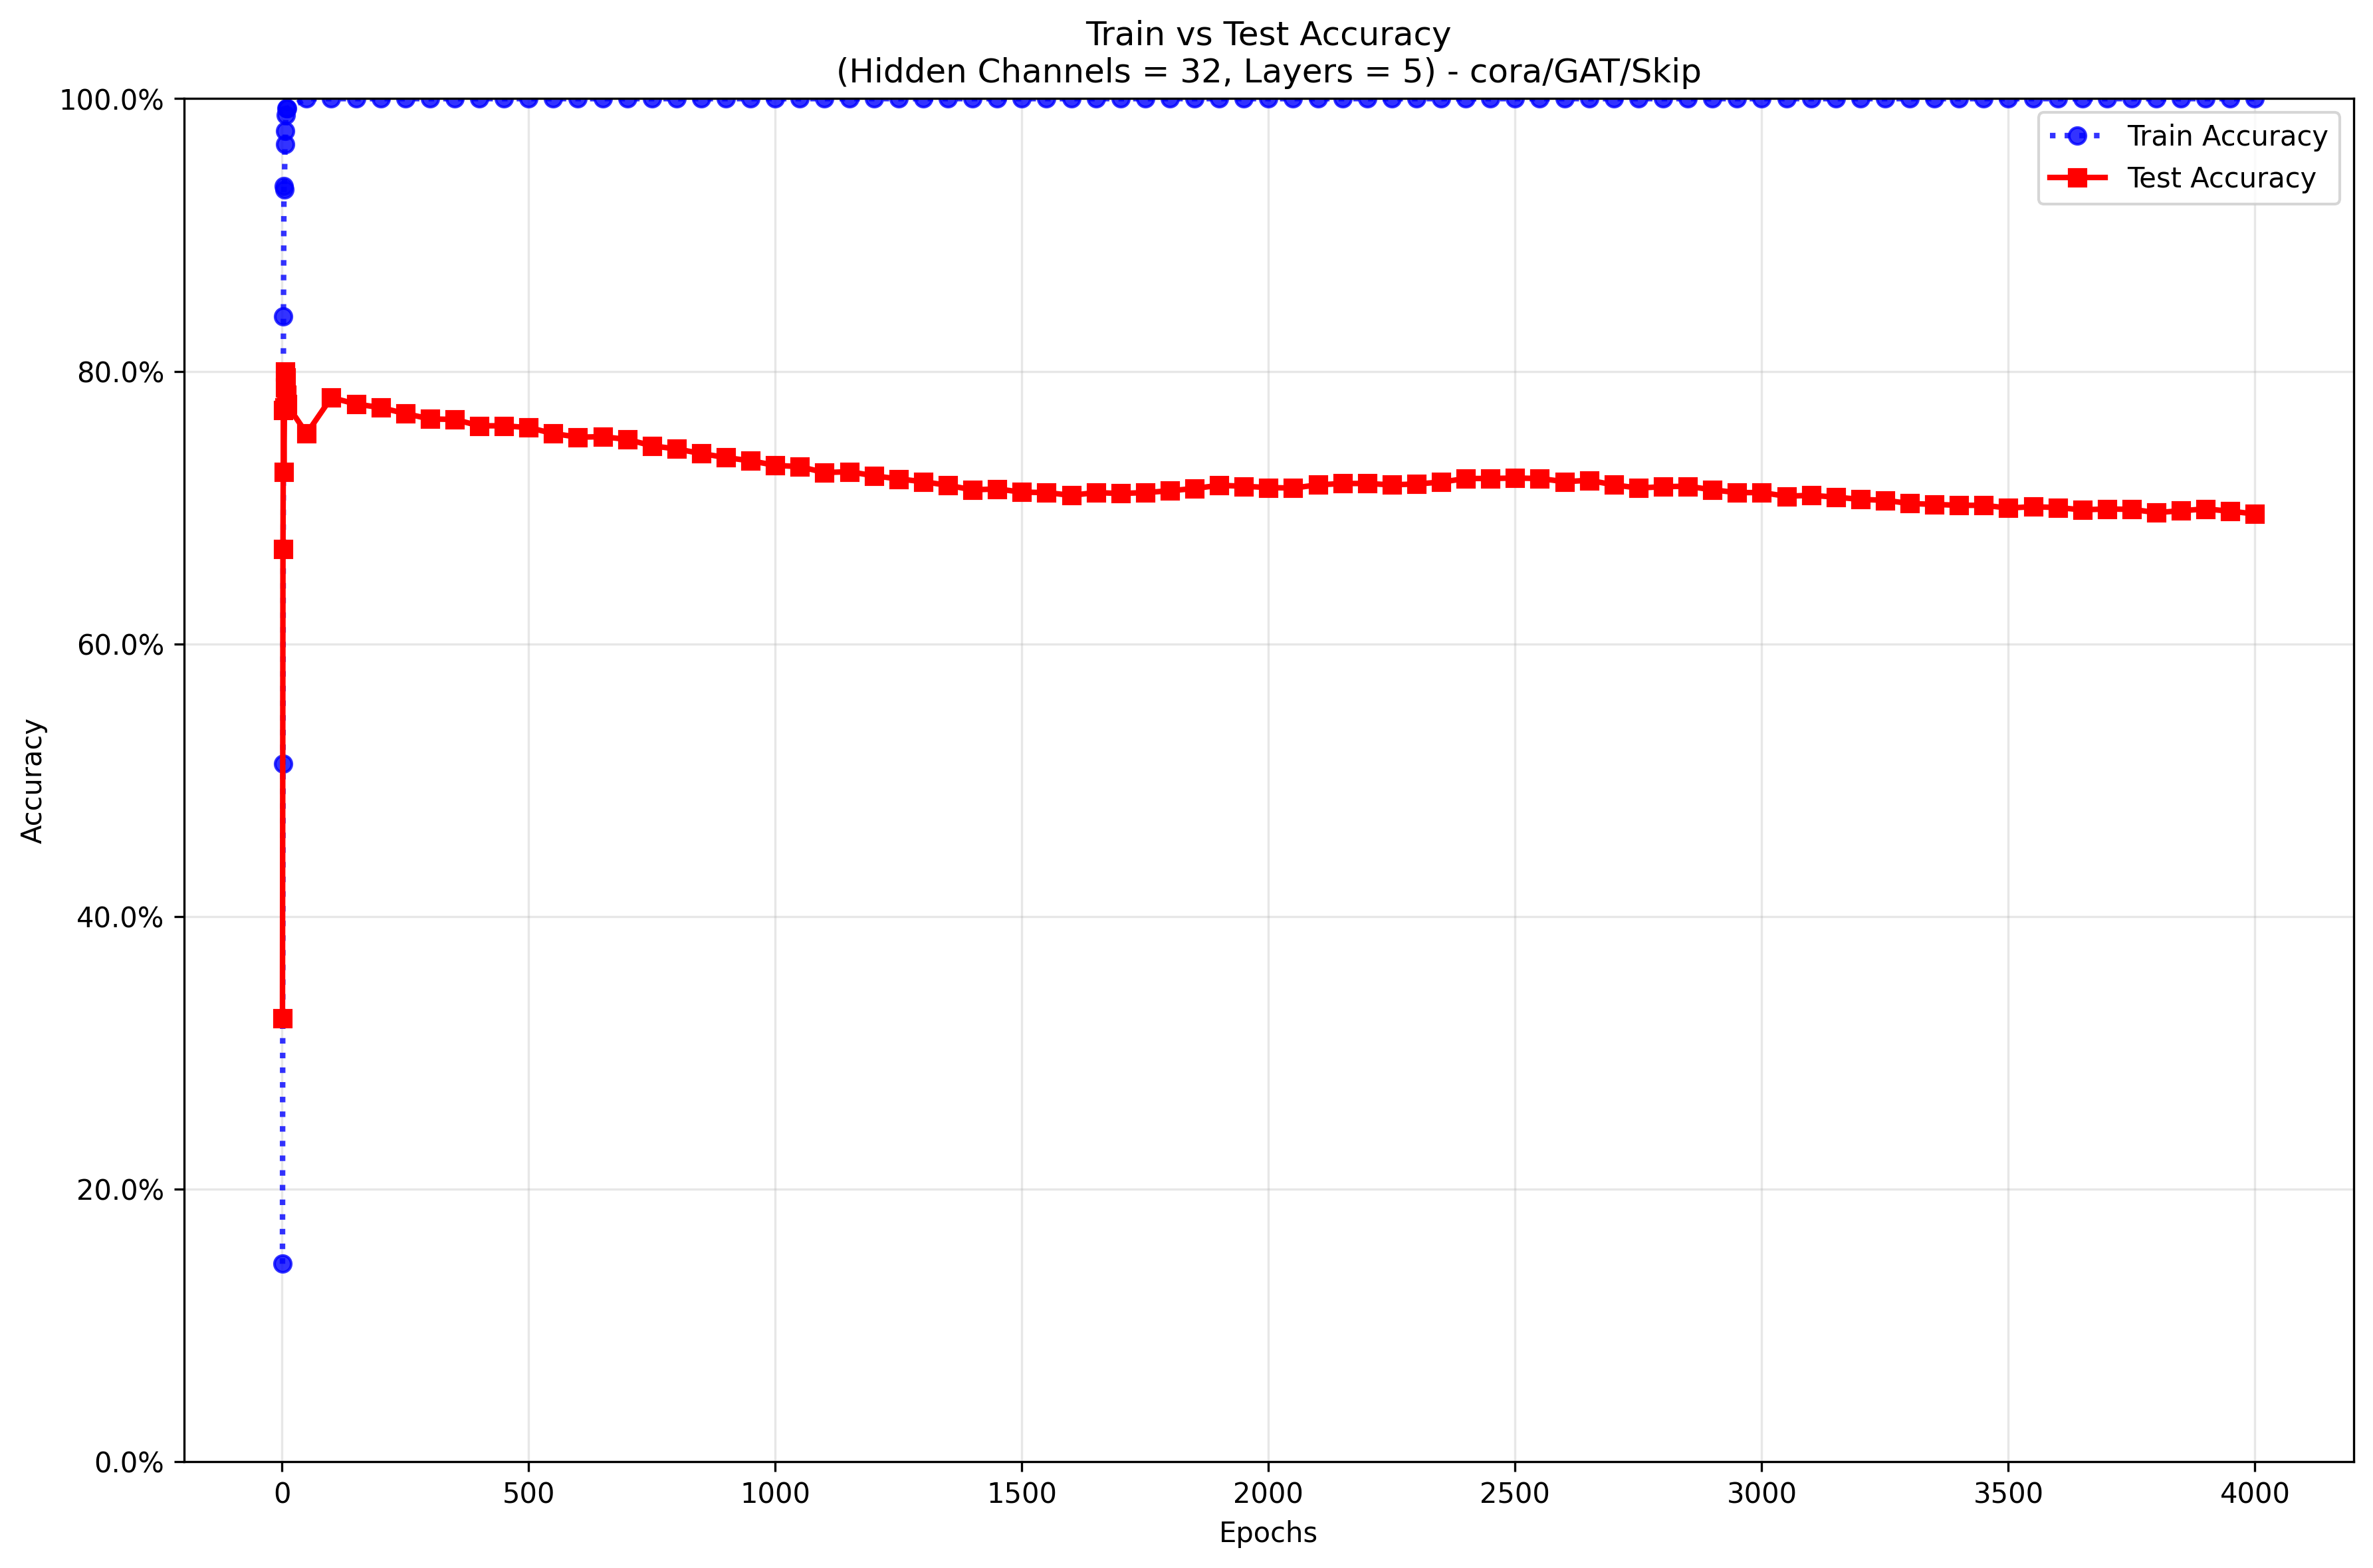 Train vs Test Accuracy
(Hidden Channels = 32, Layers = 5) - cora/GAT/Skip
100.0%
80.0%
60.0%
40.0%
20.0%
0.0%
Accuracy
Train Accuracy
Test Accuracy
0 500 1000 1500 2000 2500 3000 3500 4000
Epochs